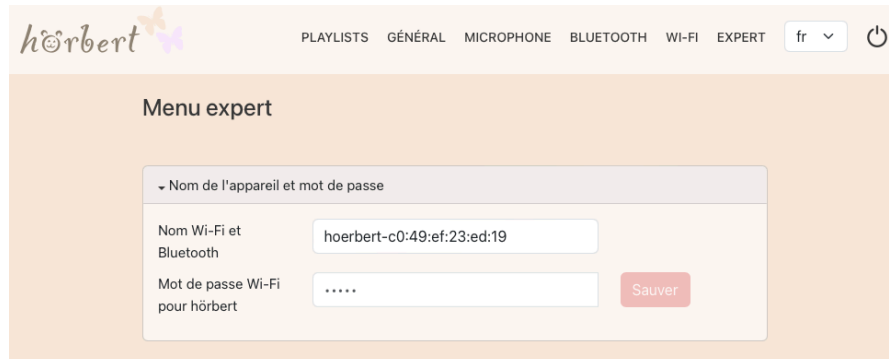 hörbert
PLAYLISTS GÉNÉRAL MICROPHONE BLUETOOTH WI-FI EXPERT fr
Menu expert
Nom de l'appareil et mot de passe
Nom Wi-Fi et
Bluetooth
hoerbert-c0:49:ef:23:ed:19
Mot de passe Wi-Fi
pour hörbert
•••••
Sauver